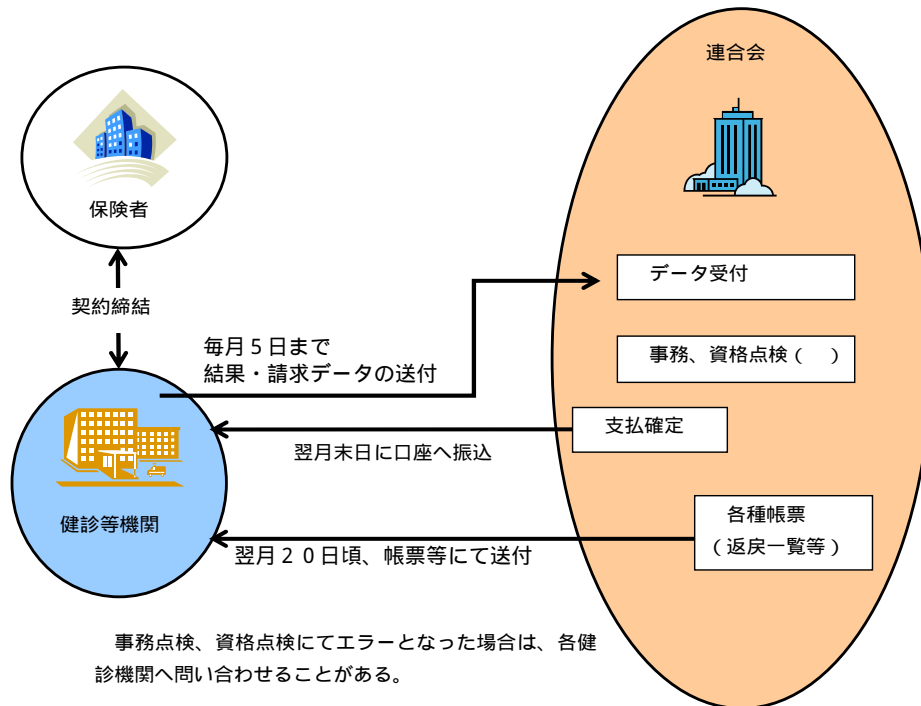 連合会
保険者
契約締結
データ受付
毎月5日まで
結果・請求データの送付
事務、資格点検(　)
支払確定
翌月末日に口座へ振込
健診等機関
各種帳票
(返戻一覧等)
翌月20日頃、帳票等にて送付
事務点検、資格点検にてエラーとなった場合は、各健
診機関へ問い合わせることがある。